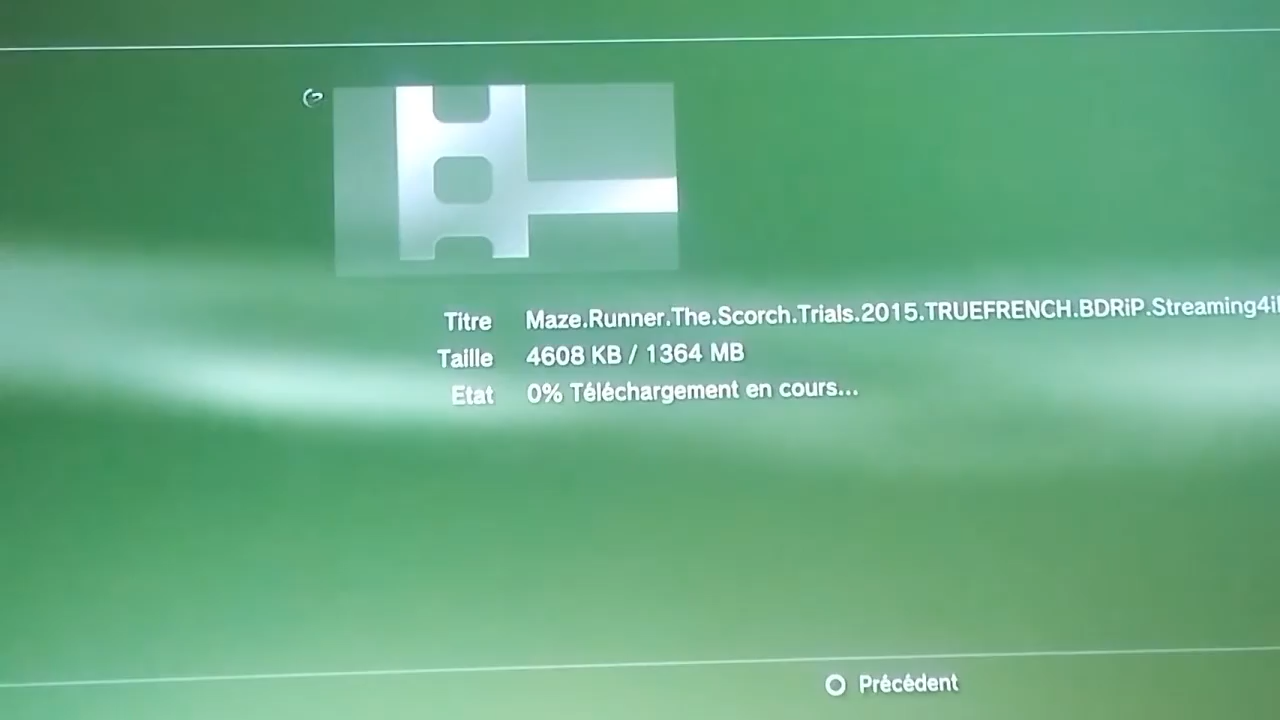 Titre Maze.Runner.The.Scorch.Trials.2015.TRUEFRENCH.BDRiP.Streaming4i
Taille 4608 KB / 1364 MB
Etat 0% Téléchargement en cours...
Précédent